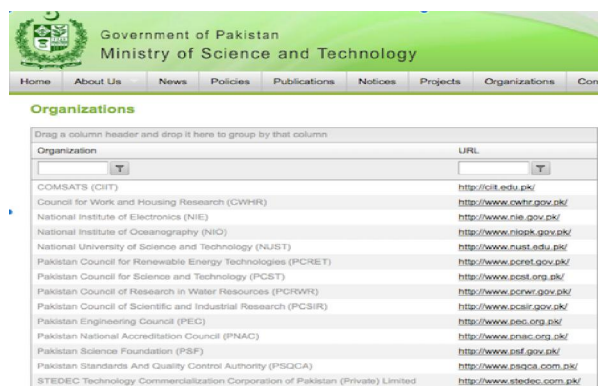 Government of Pakistan
Ministry of Science and Technology
Home About Us News Policies Publications Notices Projects Organizations Con
Organizations
Drag a column header and drop it here to group by that column
Organization URL
COMSATS (CIIT) http://ciit.edu.pk/
Council for Work and Housing Research (CWHR) http://www.cwhr.gov.pk/
National Institute of Electronics (NIE) http://www.nie.gov.pk/
National Institute of Oceanography (NIO) http://www.niopk.gov.pk/
National University of Science and Technology (NUST) http://www.nust.edu.pk/
Pakistan Council for Renewable Energy Technologies (PCRET) http://www.pcret.gov.pk/
Pakistan Council for Science and Technology (PCST) http://www.pcst.org.pk/
Pakistan Council of Research in Water Resources (PCRWR) http://www.pcrwr.gov.pk/
Pakistan Council of Scientific and Industrial Research (PCSIR) http://www.pcsir.gov.pk/
Pakistan Engineering Council (PEC) http://www.pec.org.pk/
Pakistan National Accreditation Council (PNAC) http://www.pnac.org.pk/
Pakistan Science Foundation (PSF) http://www.psf.gov.pk/
Pakistan Standards And Quality Control Authority (PSQCA) http://www.psqca.com.pk/
STEDEC Technology Commercialization Corporation of Pakistan (Private) Limited http://www.stedec.com.pk/